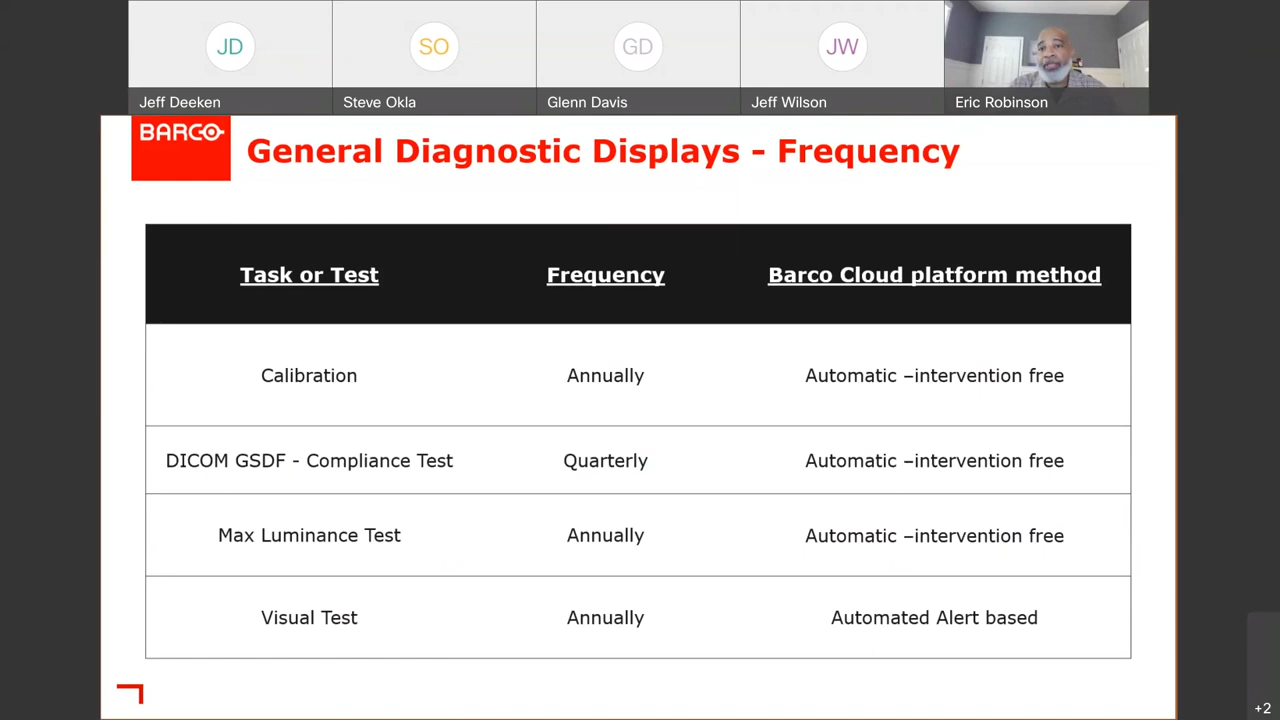 JD
SO
GD
JW
Jeff Deeken
Steve Okla
Glenn Davis
Jeff Wilson
Eric Robinson
BARCO
General Diagnostic Displays - Frequency
Task or Test
Frequency
Barco Cloud platform method
Calibration
Annually
Automatic –intervention free
DICOM GSDF - Compliance Test
Quarterly
Automatic –intervention free
Max Luminance Test
Annually
Automatic –intervention free
Visual Test
Annually
Automated Alert based
+2